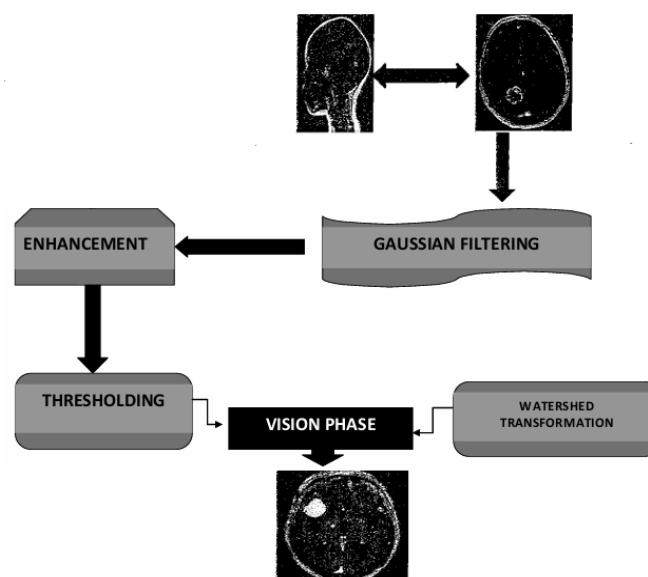 ENHANCEMENT
GAUSSIAN FILTERING
THRESHOLDING
VISION PHASE
WATERSHED
TRANSFORMATION